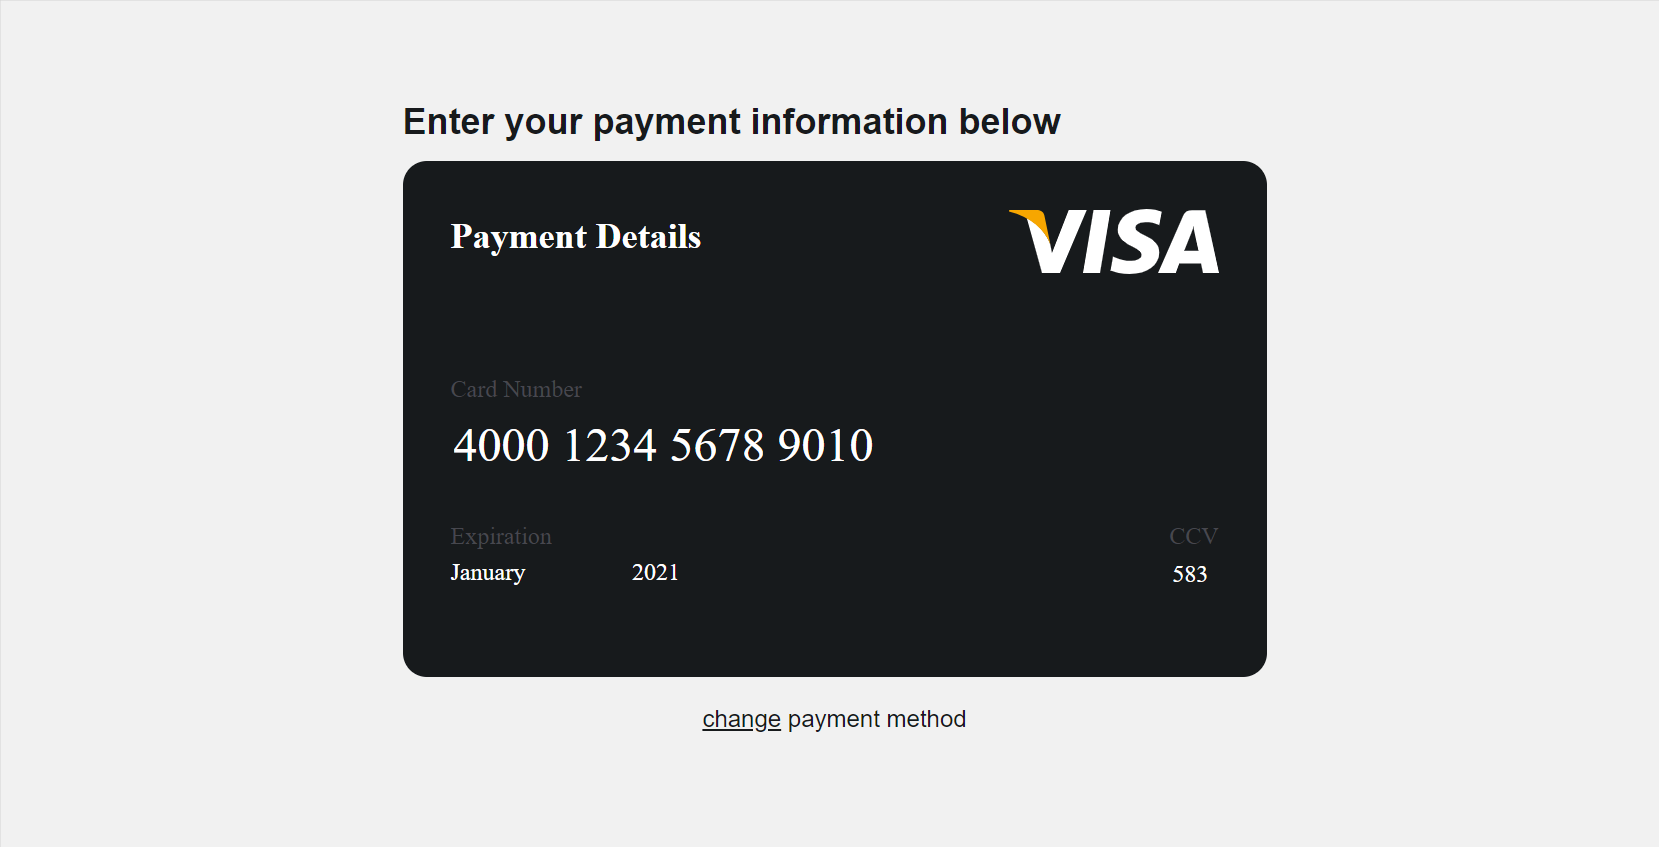 Enter your payment information below
Payment Details
VISA
Card Number
4000 1234 5678 9010
Expiration
CCV
January 2021
583
change payment method